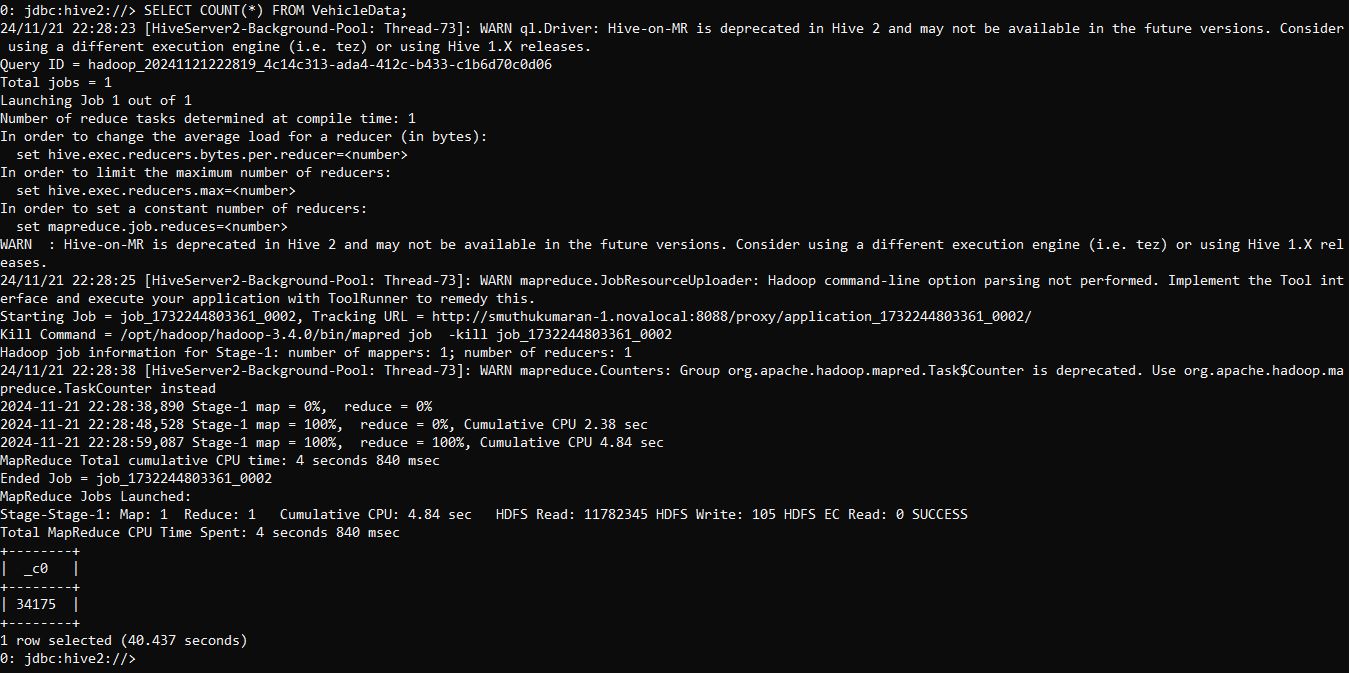 0: jdbc:hive2://> SELECT COUNT(*) FROM VehicleData;
24/11/21 22:28:23 [HiveServer2-Background-Pool: Thread-73]: WARN ql.Driver: Hive-on-MR is deprecated in Hive 2 and may not be available in the future versions. Consider
 using a different execution engine (i.e. tez) or using Hive 1.X releases.
Query ID = hadoop_20241121222819_4c14c313-ada4-412c-b433-c1b6d70c0d06
Total jobs = 1
Launching Job 1 out of 1
Number of reduce tasks determined at compile time: 1
In order to change the average load for a reducer (in bytes):
  set hive.exec.reducers.bytes.per.reducer=<number>
In order to limit the maximum number of reducers:
  set hive.exec.reducers.max=<number>
In order to set a constant number of reducers:
  set mapreduce.job.reduces=<number>
WARN  : Hive-on-MR is deprecated in Hive 2 and may not be available in the future versions. Consider using a different execution engine (i.e. tez) or using Hive 1.X rel
eases.
24/11/21 22:28:25 [HiveServer2-Background-Pool: Thread-73]: WARN mapreduce.JobResourceUploader: Hadoop command-line option parsing not performed. Implement the Tool int
erface and execute your application with ToolRunner to remedy this.
Starting Job = job_1732244803361_0002, Tracking URL = http://smuthukumaran-1.novalocal:8088/proxy/application_1732244803361_0002/
Kill Command = /opt/hadoop/hadoop-3.4.0/bin/mapred job  -kill job_1732244803361_0002
Hadoop job information for Stage-1: number of mappers: 1; number of reducers: 1
24/11/21 22:28:38 [HiveServer2-Background-Pool: Thread-73]: WARN mapreduce.Counters: Group org.apache.hadoop.mapred.Task$Counter is deprecated. Use org.apache.hadoop.ma
preduce.TaskCounter instead
2024-11-21 22:28:38,890 Stage-1 map = 0%,  reduce = 0%
2024-11-21 22:28:48,528 Stage-1 map = 100%,  reduce = 0%, Cumulative CPU 2.38 sec
2024-11-21 22:28:59,087 Stage-1 map = 100%,  reduce = 100%, Cumulative CPU 4.84 sec
MapReduce Total cumulative CPU time: 4 seconds 840 msec
Ended Job = job_1732244803361_0002
MapReduce Jobs Launched:
Stage-Stage-1: Map: 1  Reduce: 1   Cumulative CPU: 4.84 sec   HDFS Read: 11782345 HDFS Write: 105 HDFS EC Read: 0 SUCCESS
Total MapReduce CPU Time Spent: 4 seconds 840 msec
+--------+
|  _c0   |
+--------+
| 34175  |
+--------+
1 row selected (40.437 seconds)
0: jdbc:hive2://>